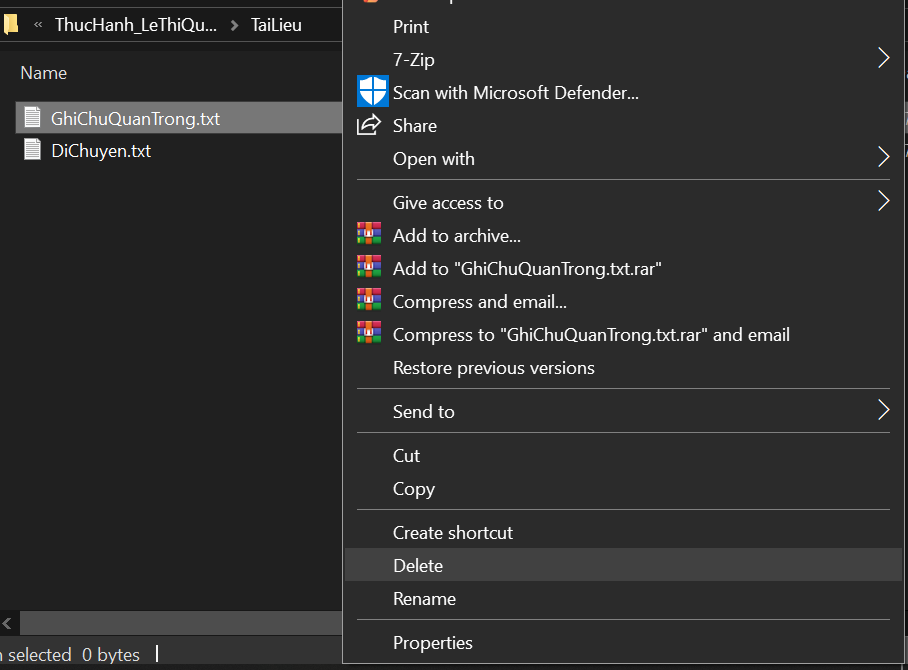 « ThucHanh_LeThiQu... > TaiLieu
Name
GhiChuQuanTrong.txt
DiChuyen.txt
selected 0 bytes
Print
7-Zip
Scan with Microsoft Defender...
Share
Open with
Give access to
Add to archive...
Add to "GhiChuQuanTrong.txt.rar"
Compress and email...
Compress to "GhiChuQuanTrong.txt.rar" and email
Restore previous versions
Send to
Cut
Copy
Create shortcut
Delete
Rename
Properties